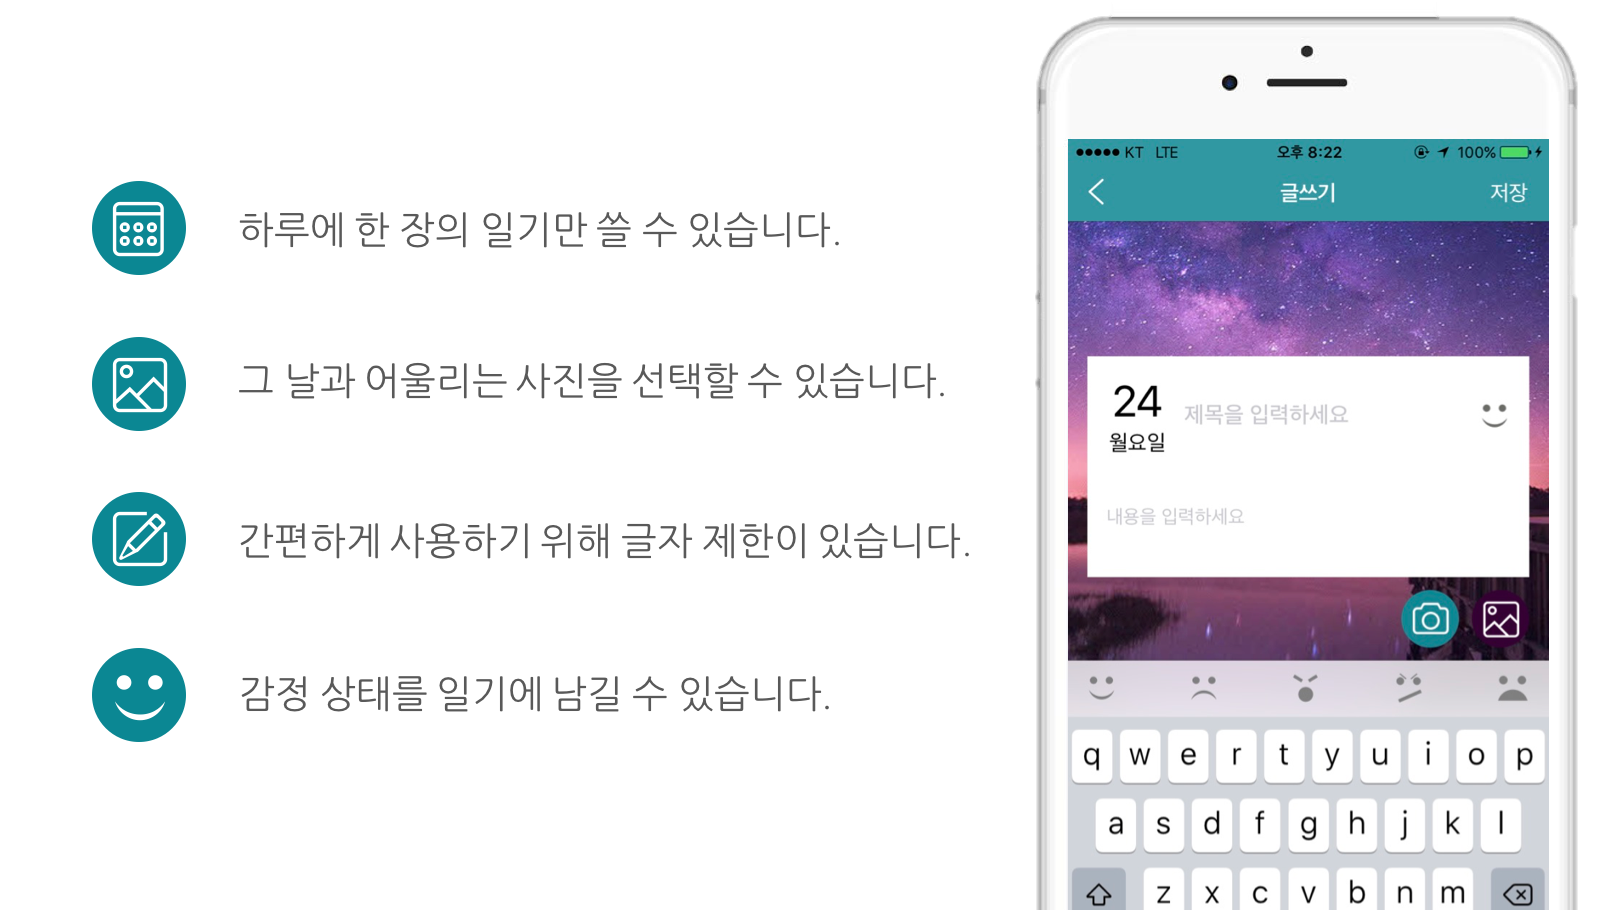 하루에 한 장의 일기만 쓸 수 있습니다.
그 날과 어울리는 사진을 선택할 수 있습니다.
간편하게 사용하기 위해 글자 제한이 있습니다.
감정 상태를 일기에 남길 수 있습니다.
KT LTE 오후 8:22 100%
글쓰기 저장
24 제목을 입력하세요
월요일
내용을 입력하세요
q w e r t y u i o p
a s d f g h j k l
z x c v b n m